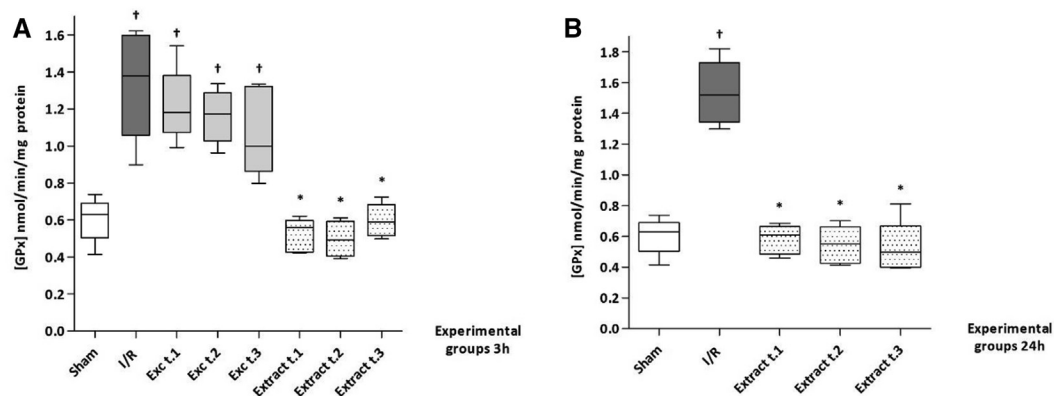 A
[GPx] nmol/min/mg protein
1.6
1.4
1.2
1.0
0.8
0.6
0.4
0.2
0.0
†
†
†
†
*
*
*
Sham
I/R
Exc t.1
Exc t.2
Exc t.3
Extract t.1
Extract t.2
Extract t.3
Experimental
groups 3h
B
[GPx] nmol/min/mg protein
1.8
1.6
1.4
1.2
1.0
0.8
0.6
0.4
0.2
0.0
†
*
*
*
Sham
I/R
Extract t.1
Extract t.2
Extract t.3
Experimental
groups 24h